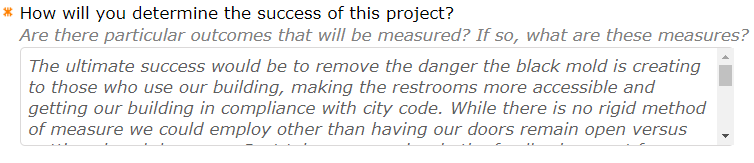 How will you determine the success of this project?
Are there particular outcomes that will be measured? If so, what are these measures?
The ultimate success would be to remove the danger the black mold is creating
to those who use our building, making the restrooms more accessible and
getting our building in compliance with city code. While there is no rigid method
of measure we could employ other than having our doors remain open versus